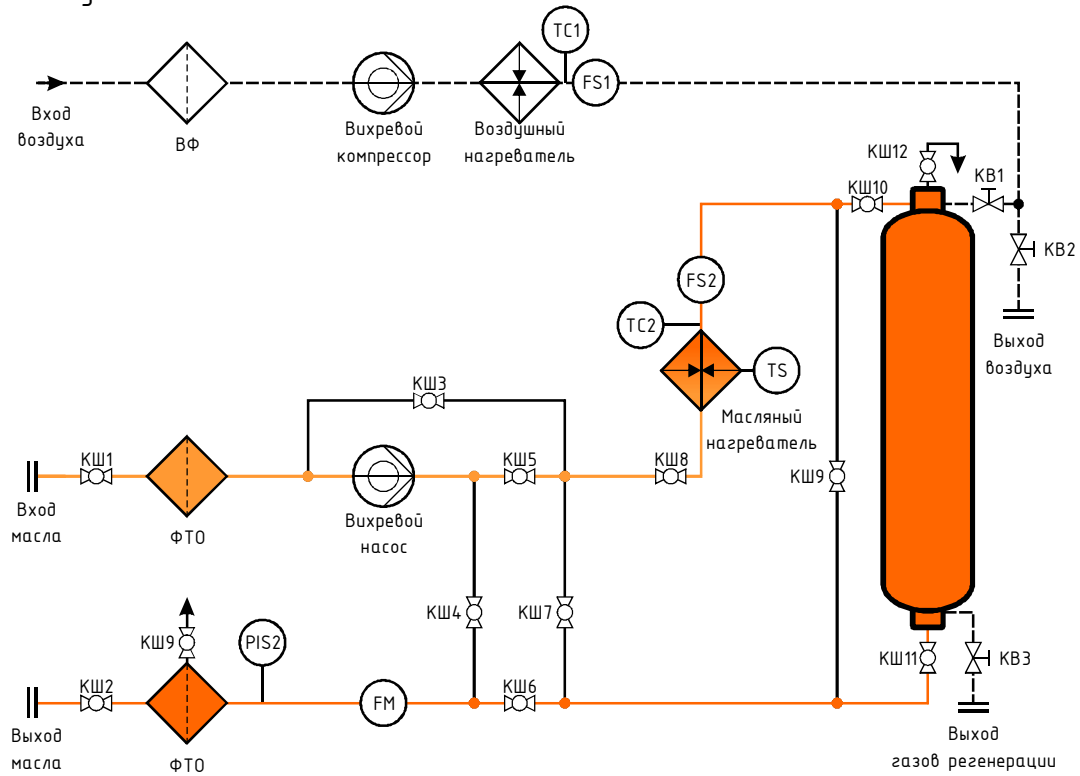 TC1
FS1
Вход
воздуха
ВФ
Вихревой
компрессор
Воздушный
нагреватель
КШ12
КВ1
КШ10
КВ2
FS2
TC2
TS
Выход
воздуха
КШ3
Масляный
нагреватель
КШ1
КШ5
КШ8
КШ9
Вход
масла
ФТО
Вихревой
насос
КШ4
КШ7
КШ9
PIS2
КШ11
КВ3
КШ2
FM
КШ6
Выход
масла
ФТО
Выход
газов регенерации